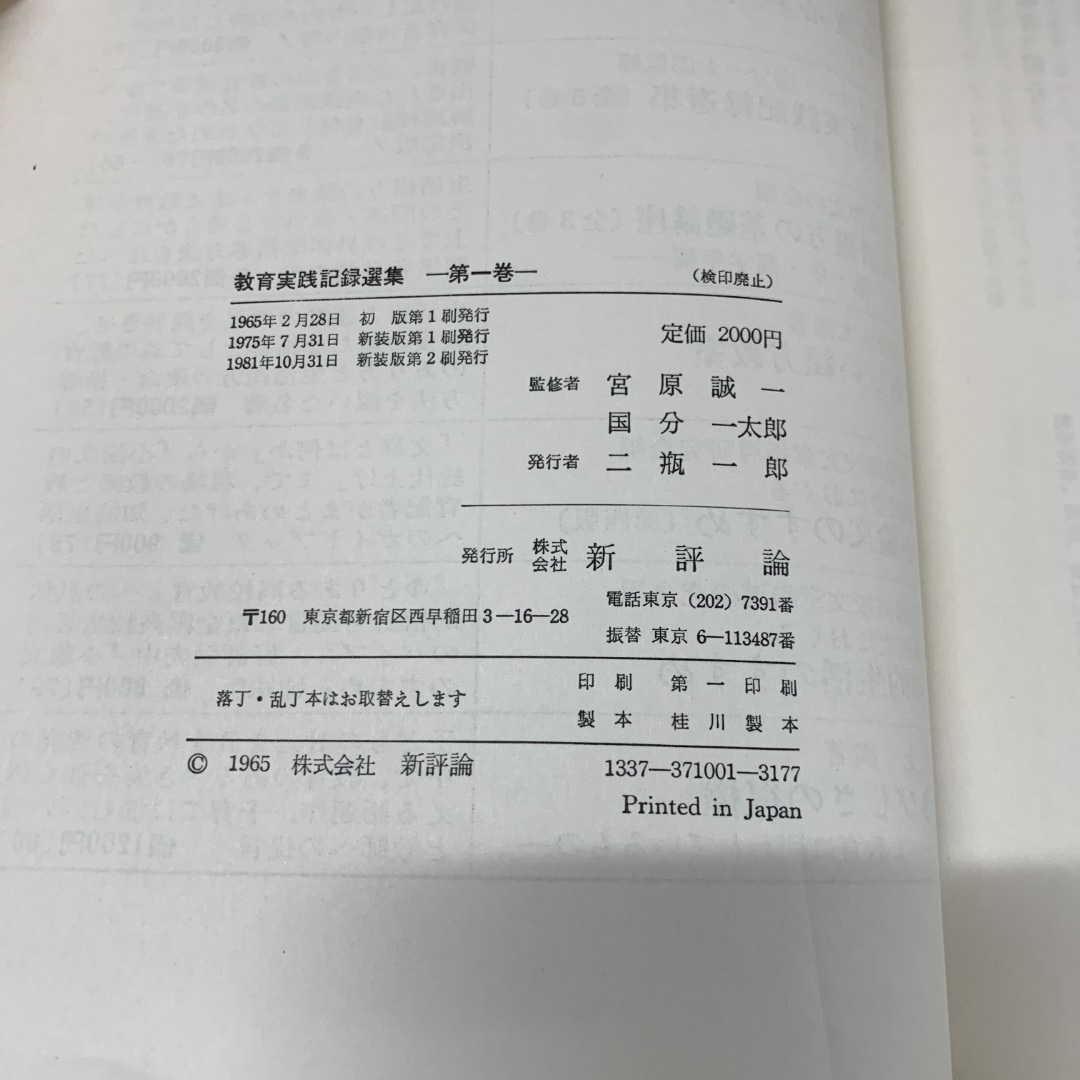 教育実践記録選集 ―第一巻― (検印廃止)
1965年2月28日 初 版第1刷発行
1975年7月31日 新装版第1刷発行
1981年10月31日 新装版第2刷発行
定価 2000円
監修者 宮原誠一
国分一太郎
発行者 二瓶一郎
発行所 株式会社 新評論
電話東京 (202) 7391番
〒160 東京都新宿区西早稲田3―16―28
振替 東京 6―113487番
落丁・乱丁本はお取替えします
印刷 第一印刷
製本 桂川製本
© 1965 株式会社 新評論
1337―371001―3177
Printed in Japan